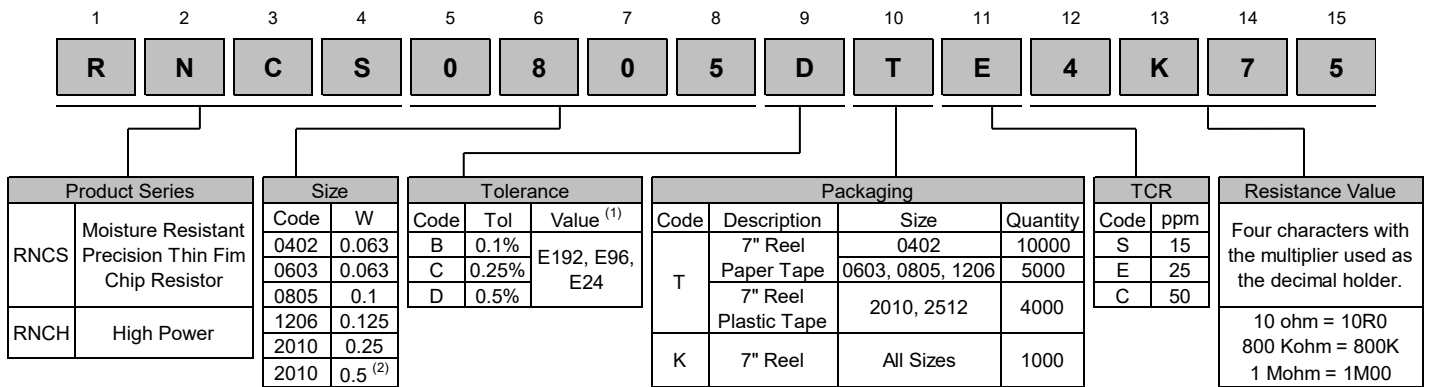 1 2 3 4 5 6 7 8 9 10 11 12 13 14 15
R N C S 0 8 0 5 D T E 4 K 7 5
Product Series
RNCS
Moisture Resistant
Precision Thin Fim
Chip Resistor
RNCH High Power
Size
Code W
0402 0.063
0603 0.063
0805 0.1
1206 0.125
2010 0.25
2010 0.5 (2)
Tolerance
Code Tol Value (1)
B 0.1%
C 0.25%
D 0.5%
E192, E96,
E24
Packaging
Code Description Size Quantity
T
7" Reel
Paper Tape
0402 10000
0603, 0805, 1206 5000
7" Reel
Plastic Tape
2010, 2512 4000
K 7" Reel All Sizes 1000
TCR
Code ppm
S 15
E 25
C 50
Resistance Value
Four characters with
the multiplier used as
the decimal holder.
10 ohm = 10R0
800 Kohm = 800K
1 Mohm = 1M00